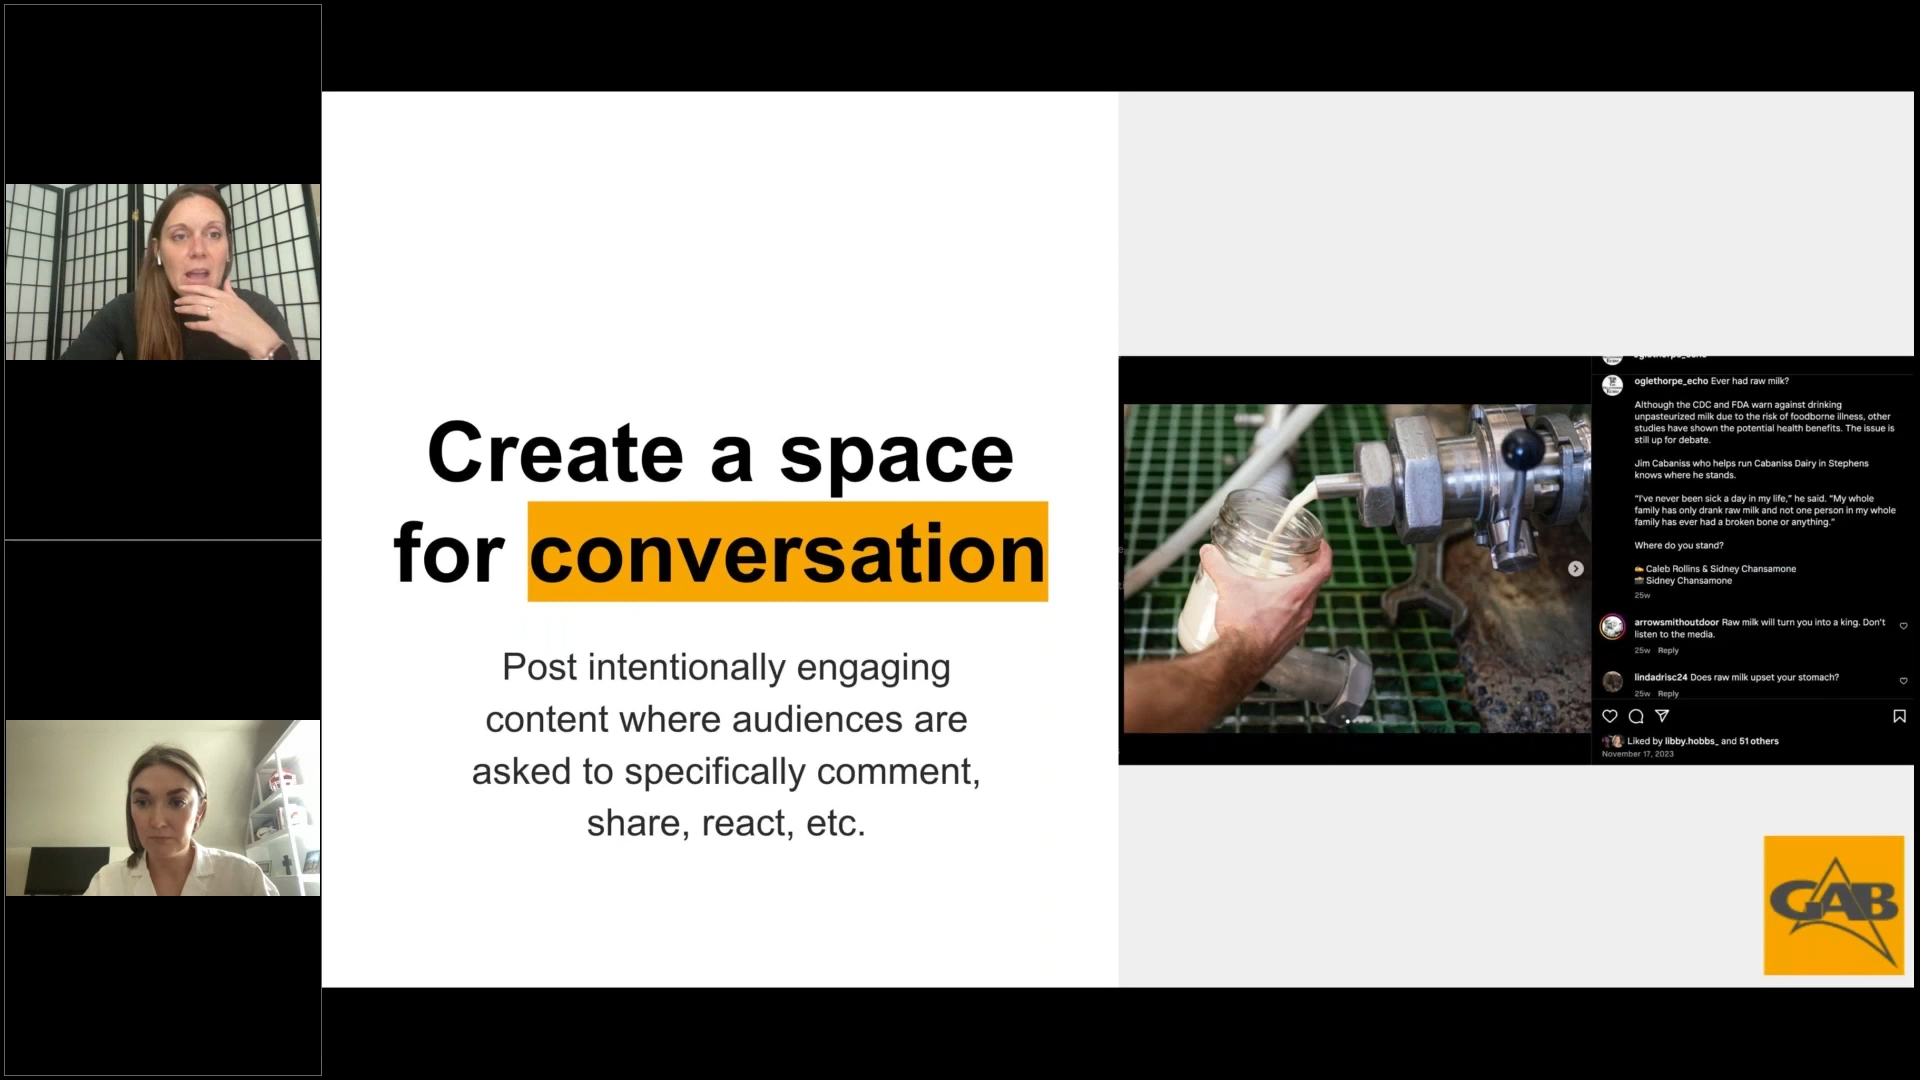 Create a space
for conversation
Post intentionally engaging
content where audiences are
asked to specifically comment,
share, react, etc.
oglethorpe_echo
oglethorpe_echo Ever had raw milk?
Although the CDC and FDA warn against drinking
unpasteurized milk due to the risk of foodborne illness, other
studies have shown the potential health benefits. The issue is
still up for debate.
Jim Cabaniss who helps run Cabaniss Dairy in Stephens
knows where he stands.
"I've never been sick a day in my life," he said. "My whole
family has only drank raw milk and not one person in my whole
family has ever had a broken bone or anything."
Where do you stand?
✍️ Caleb Rollins & Sidney Chansamone
📸 Sidney Chansamone
25w
arrowsmithoutdoor Raw milk will turn you into a king. Don't
listen to the media.
25w Reply
lindadrisc24 Does raw milk upset your stomach?
25w Reply
Liked by libby.hobbs_ and 51 others
November 17, 2023
GAB